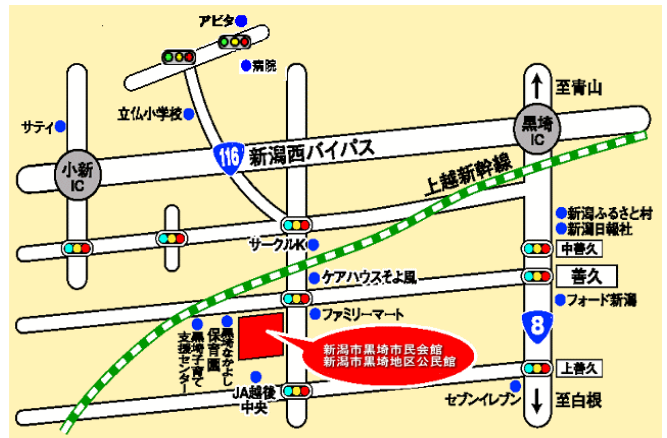 アピタ
病院
至青山
サティ
立仏小学校
黒埼
IC
116
新潟西バイパス
小新
IC
上越新幹線
新潟ふるさと村
新潟日報社
サークルK
中善久
ケアハウスそよ風
善久
ファミリーマート
フォード新潟
8
黒埼なかよし
保育園
黒埼子育て
支援センター
新潟市黒埼市民会館
新潟市黒埼地区公民館
上善久
JA越後
中央
セブンイレブン
至白根